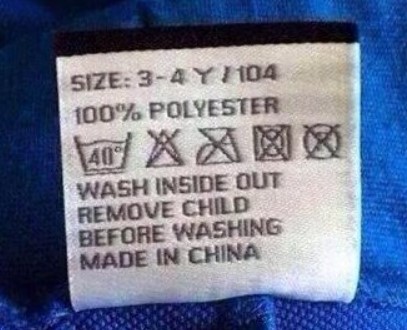 SIZE: 3-4 Y / 104
100% POLYESTER
40°
WASH INSIDE OUT
REMOVE CHILD
BEFORE WASHING
MADE IN CHINA